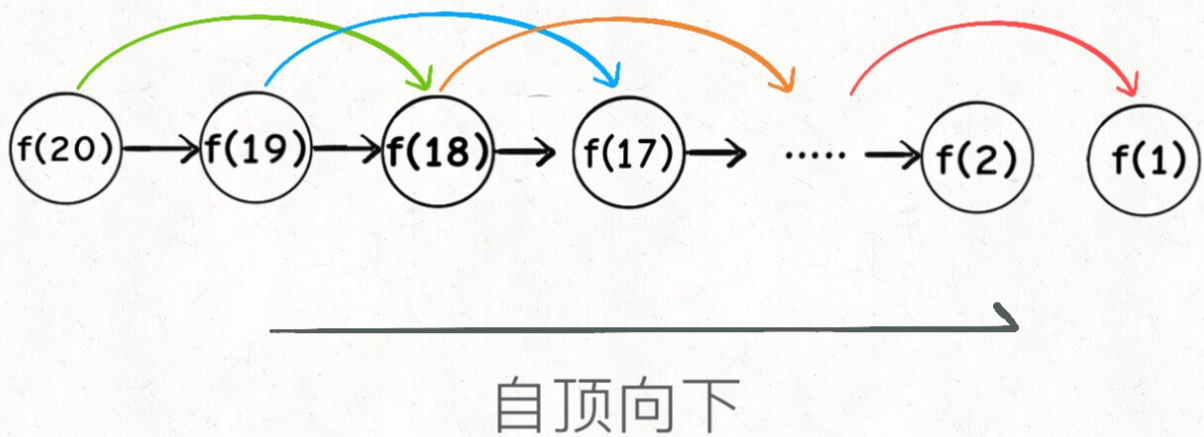 f(20) f(19) f(18) f(17) ...... f(2) f(1)
自顶向下